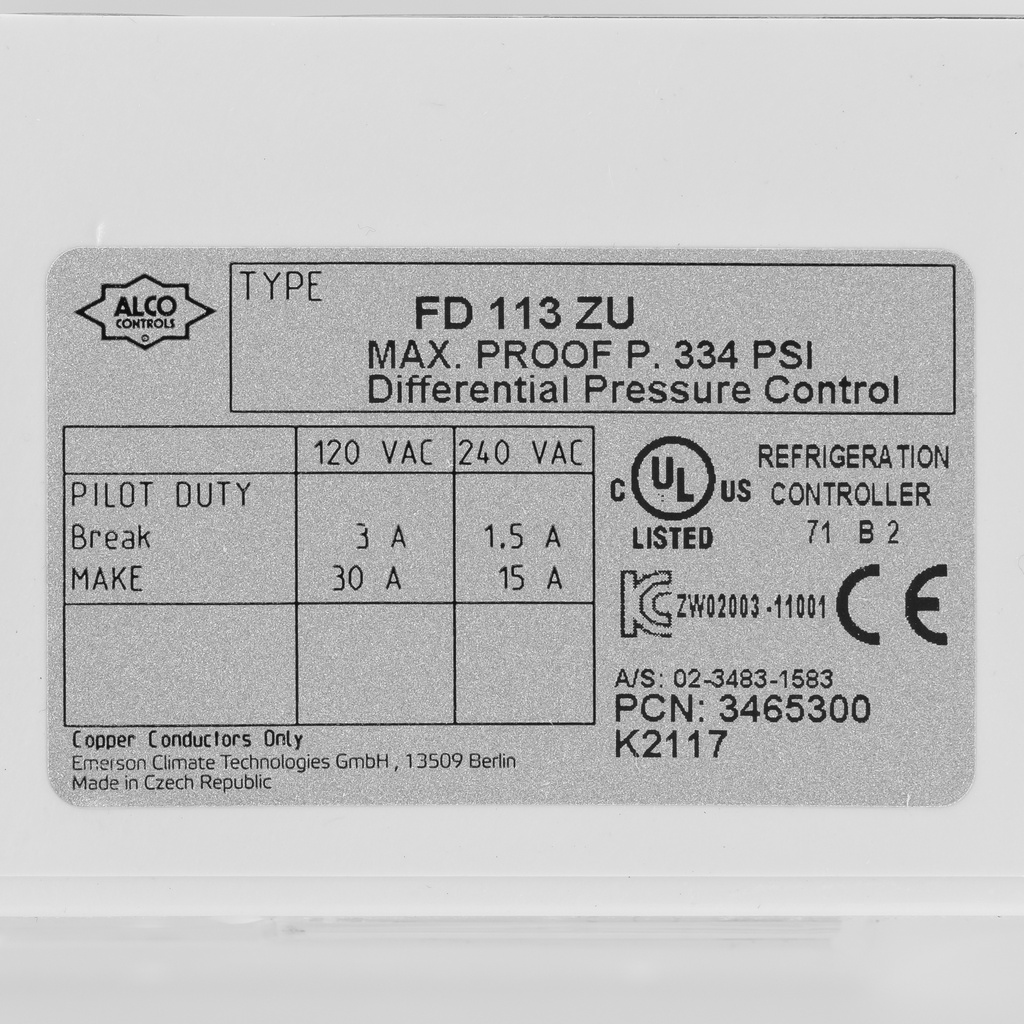 ALCO
CONTROLS
©
TYPE
FD 113 ZU
MAX. PROOF P. 334 PSI
Differential Pressure Control
120 VAC 240 VAC
PILOT DUTY
Break 3 A 1.5 A
MAKE 30 A 15 A
C UL US
LISTED
REFRIGERATION
CONTROLLER
71 B 2
KC ZW02003-11001 CE
A/S: 02-3483-1583
PCN: 3465300
K2117
Copper Conductors Only
Emerson Climate Technologies GmbH , 13509 Berlin
Made in Czech Republic